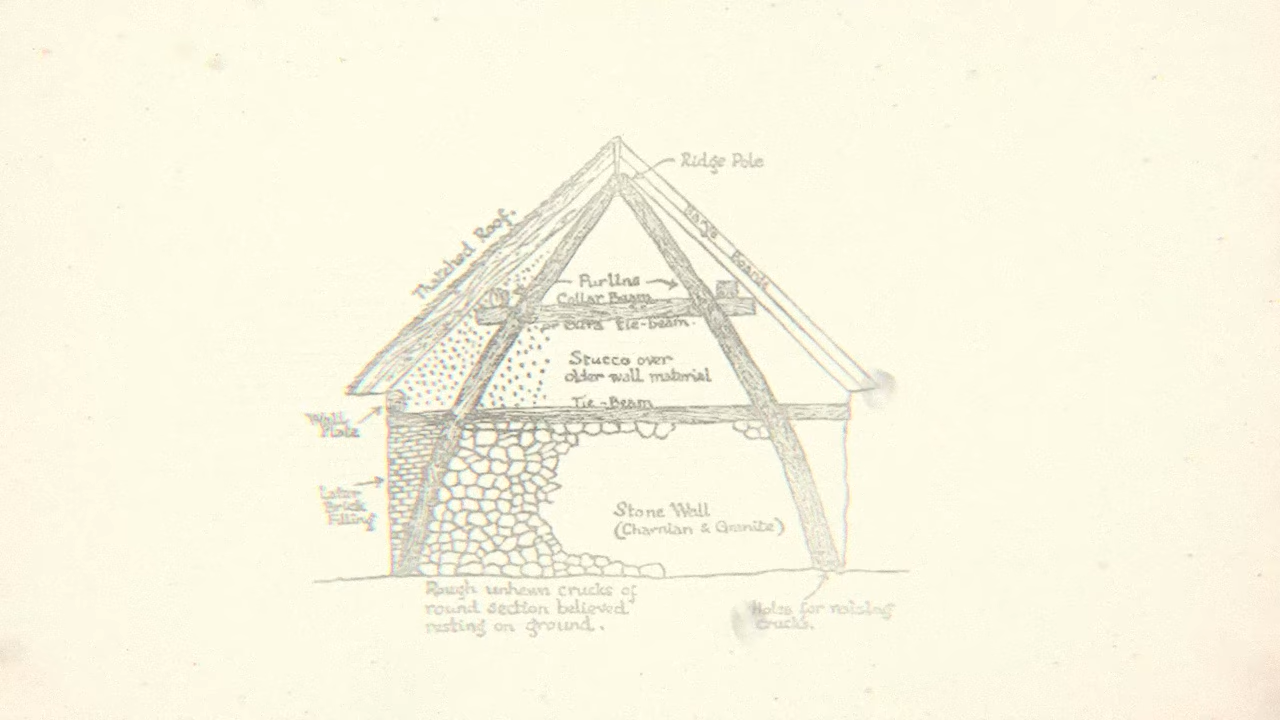 Ridge Pole
Thatched Roof.
Barge Boards
Purlins
Collar Beam
or extra tie-beam.
Stucco over
older wall material
Tie-Beam
Wall
Plate
Later
Brick
Filling
Stone Wall
(Charnian & Granite)
Rough unhewn crucks of
round section believed
resting on ground.
Holes for raising
crucks.